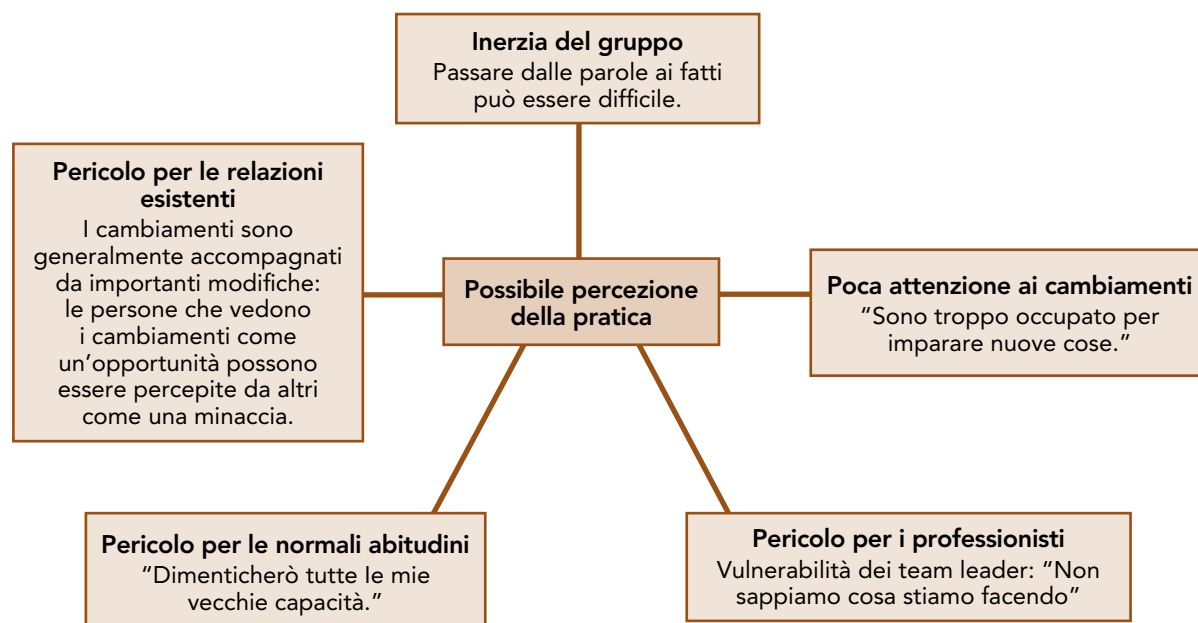 Inerzia del gruppo
Passare dalle parole ai fatti
può essere difficile.
Pericolo per le relazioni
esistenti
I cambiamenti sono
generalmente accompagnati
da importanti modifiche:
le persone che vedono
i cambiamenti come
un'opportunità possono
essere percepite da altri
come una minaccia.
Possibile percezione
della pratica
Poca attenzione ai cambiamenti
"Sono troppo occupato per
imparare nuove cose."
Pericolo per le normali abitudini
"Dimenticherò tutte le mie
vecchie capacità."
Pericolo per i professionisti
Vulnerabilità dei team leader: "Non
sappiamo cosa stiamo facendo"